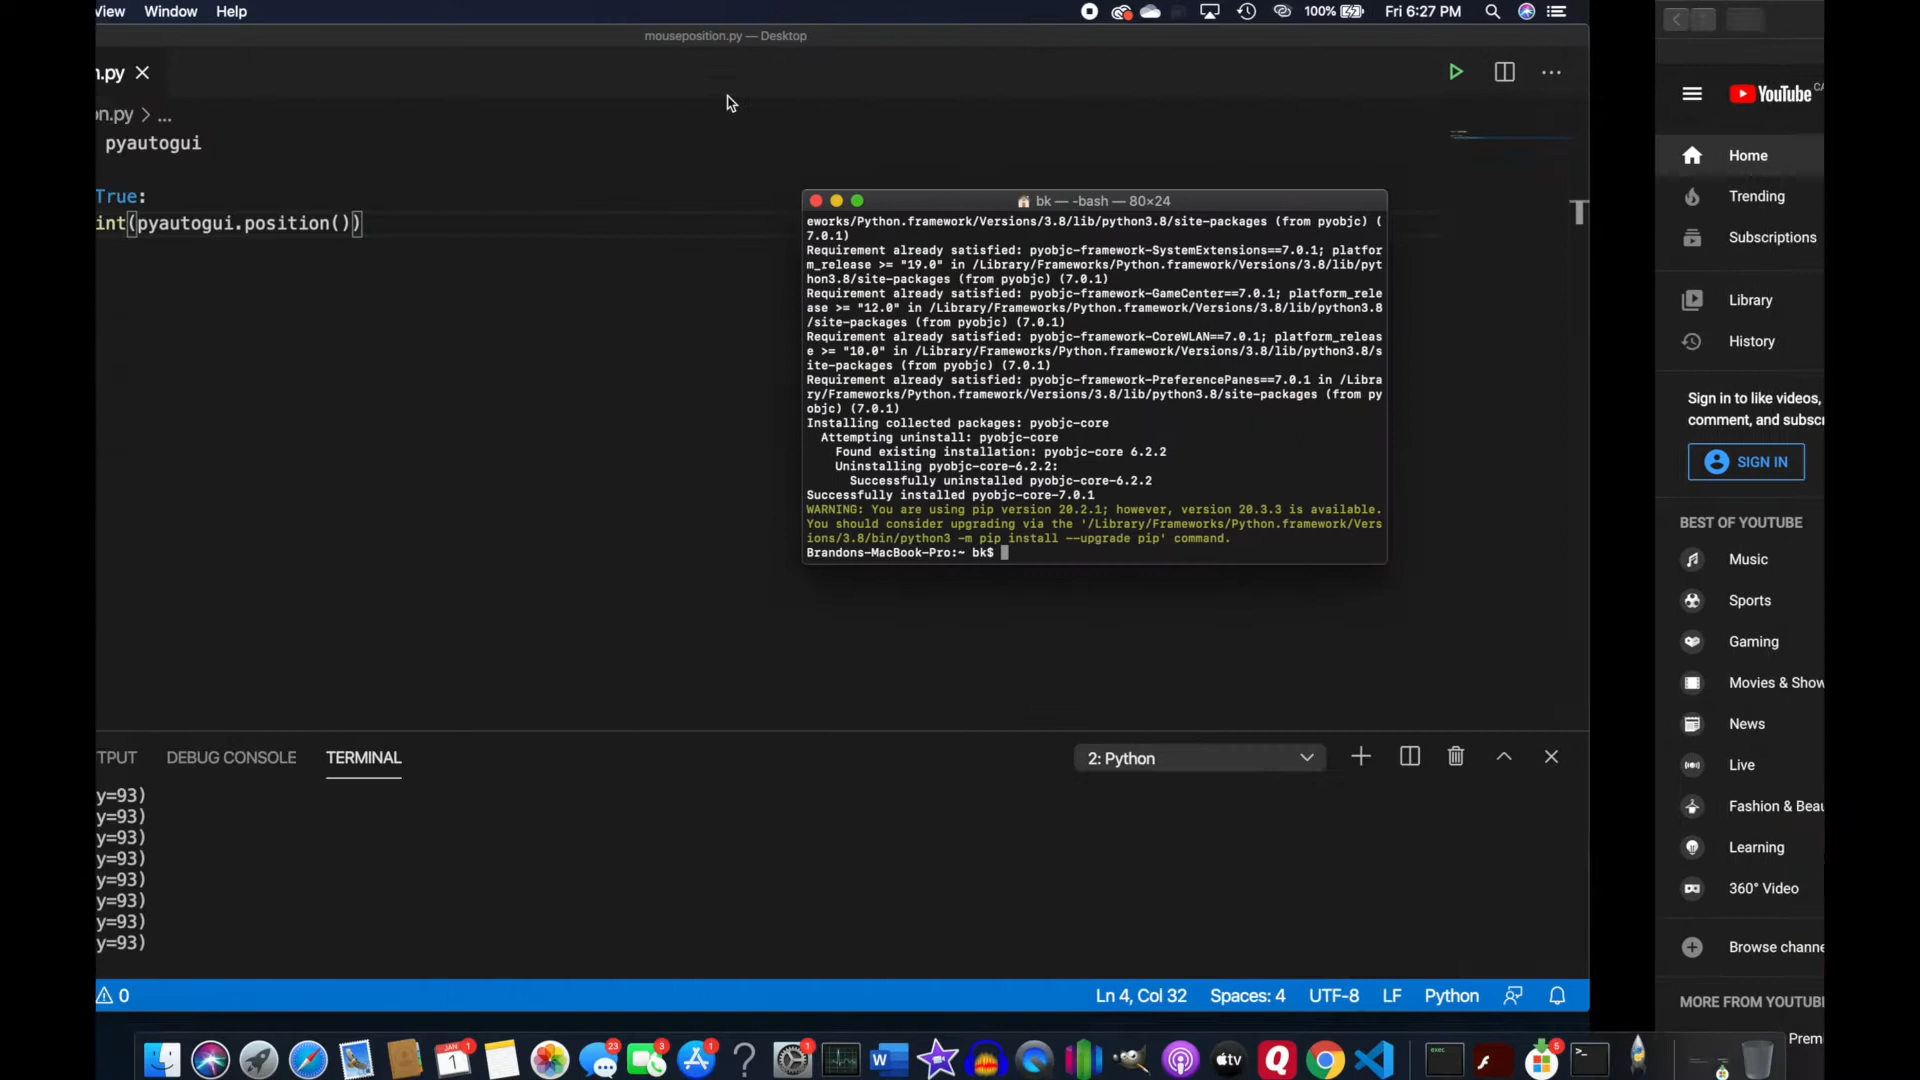 View Window Help
100% Fri 6:27 PM
mouseposition.py — Desktop
n.py
on.py > ...
pyautogui
True:
int(pyautogui.position())
bk — -bash — 80×24
eworks/Python.framework/Versions/3.8/lib/python3.8/site-packages (from pyobjc) (
7.0.1)
Requirement already satisfied: pyobjc-framework-SystemExtensions==7.0.1; platfor
m_release >= "19.0" in /Library/Frameworks/Python.framework/Versions/3.8/lib/pyt
hon3.8/site-packages (from pyobjc) (7.0.1)
Requirement already satisfied: pyobjc-framework-GameCenter==7.0.1; platform_rele
ase >= "12.0" in /Library/Frameworks/Python.framework/Versions/3.8/lib/python3.8
/site-packages (from pyobjc) (7.0.1)
Requirement already satisfied: pyobjc-framework-CoreWLAN==7.0.1; platform_releas
e >= "10.0" in /Library/Frameworks/Python.framework/Versions/3.8/lib/python3.8/s
ite-packages (from pyobjc) (7.0.1)
Requirement already satisfied: pyobjc-framework-PreferencePanes==7.0.1 in /Libra
ry/Frameworks/Python.framework/Versions/3.8/lib/python3.8/site-packages (from py
objc) (7.0.1)
Installing collected packages: pyobjc-core
Attempting uninstall: pyobjc-core
Found existing installation: pyobjc-core 6.2.2
Uninstalling pyobjc-core-6.2.2:
Successfully uninstalled pyobjc-core-6.2.2
Successfully installed pyobjc-core-7.0.1
WARNING: You are using pip version 20.2.1; however, version 20.3.3 is available.
You should consider upgrading via the '/Library/Frameworks/Python.framework/Vers
ions/3.8/bin/python3 -m pip install --upgrade pip' command.
Brandons-MacBook-Pro:~ bk$
TPUT DEBUG CONSOLE TERMINAL
2: Python
y=93)
y=93)
y=93)
y=93)
y=93)
y=93)
y=93)
y=93)
0
Ln 4, Col 32 Spaces: 4 UTF-8 LF Python
YouTube CA
Home
Trending
Subscriptions
Library
History
Sign in to like videos,
comment, and subsc
SIGN IN
BEST OF YOUTUBE
Music
Sports
Gaming
Movies & Show
News
Live
Fashion & Beau
Learning
360° Video
Browse channe
MORE FROM YOUTUB
Prem
JAN 1
1
23
3
1
1
W
tv
Q
exec
5